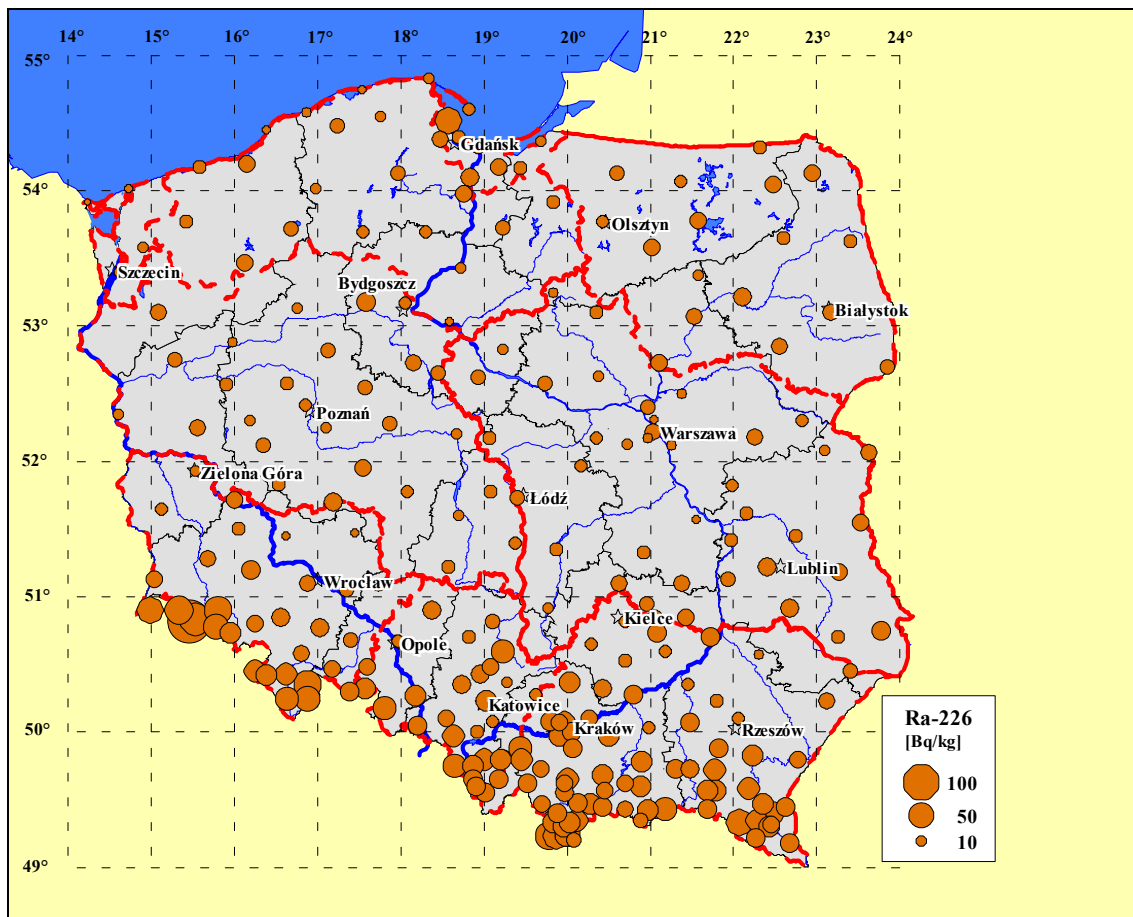 14° 15° 16° 17° 18° 19° 20° 21° 22° 23° 24°
55°
Gdańsk
54°
Olsztyn
Szczecin
Bydgoszcz
Białystok
53°
Poznań
Warszawa
52°
Zielona Góra
Łódź
Wrocław
Lublin
51°
Kielce
Opole
Katowice
Kraków
Rzeszów
50°
49°
Ra-226
[Bq/kg]
100
50
10